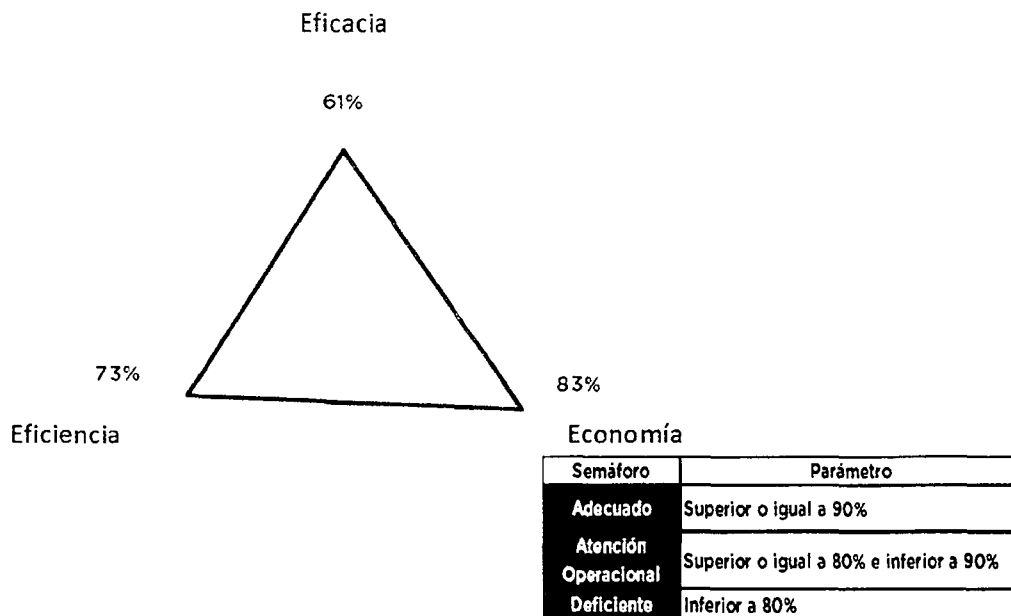 Eficacia
61%
73%
83%
Eficiencia
Economía
Semáforo Parámetro
Adecuado Superior o igual a 90%
Atención
Operacional
Superior o igual a 80% e inferior a 90%
Deficiente Inferior a 80%